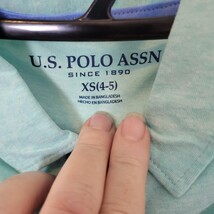 U.S. POLO ASSN
SINCE 1890
XS(4-5)
MADE IN BANGLADESH
HECHO EN BANGLADESH